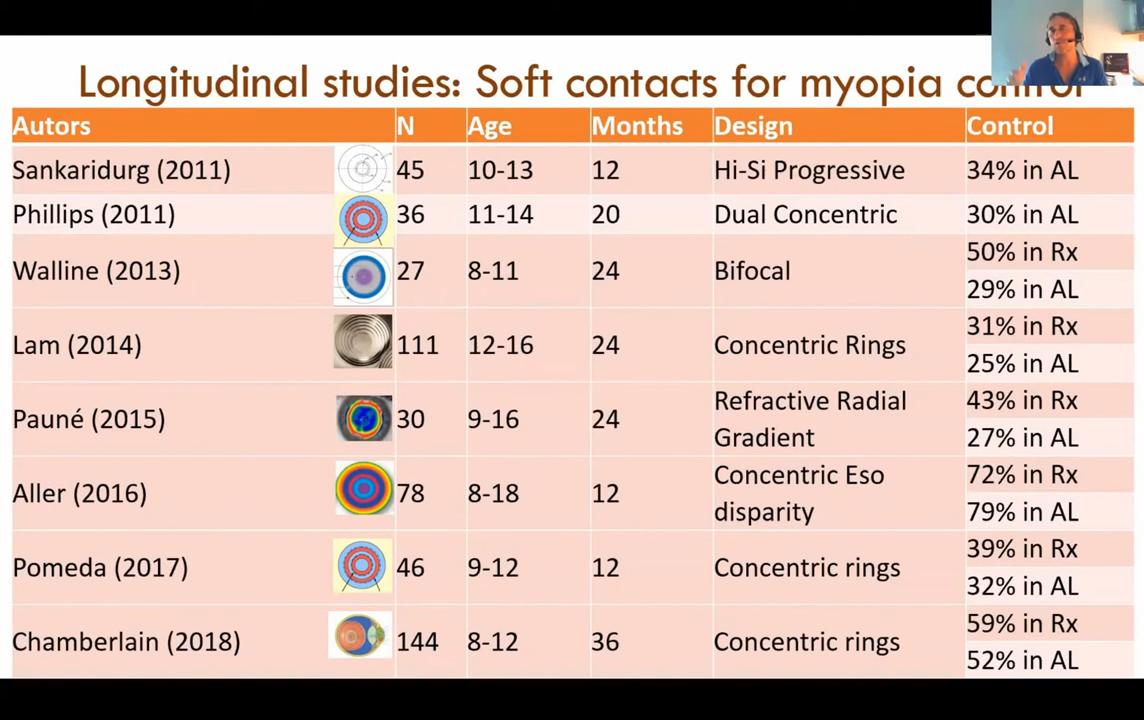 Longitudinal studies: Soft contacts for myopia control
Autors N Age Months Design Control
Sankaridurg (2011) 45 10-13 12 Hi-Si Progressive 34% in AL
Phillips (2011) 36 11-14 20 Dual Concentric 30% in AL
Walline (2013) 27 8-11 24 Bifocal 50% in Rx
29% in AL
Lam (2014) 111 12-16 24 Concentric Rings 31% in Rx
25% in AL
Pauné (2015) 30 9-16 24 Refractive Radial Gradient 43% in Rx
27% in AL
Aller (2016) 78 8-18 12 Concentric Eso disparity 72% in Rx
79% in AL
Pomeda (2017) 46 9-12 12 Concentric rings 39% in Rx
32% in AL
Chamberlain (2018) 144 8-12 36 Concentric rings 59% in Rx
52% in AL